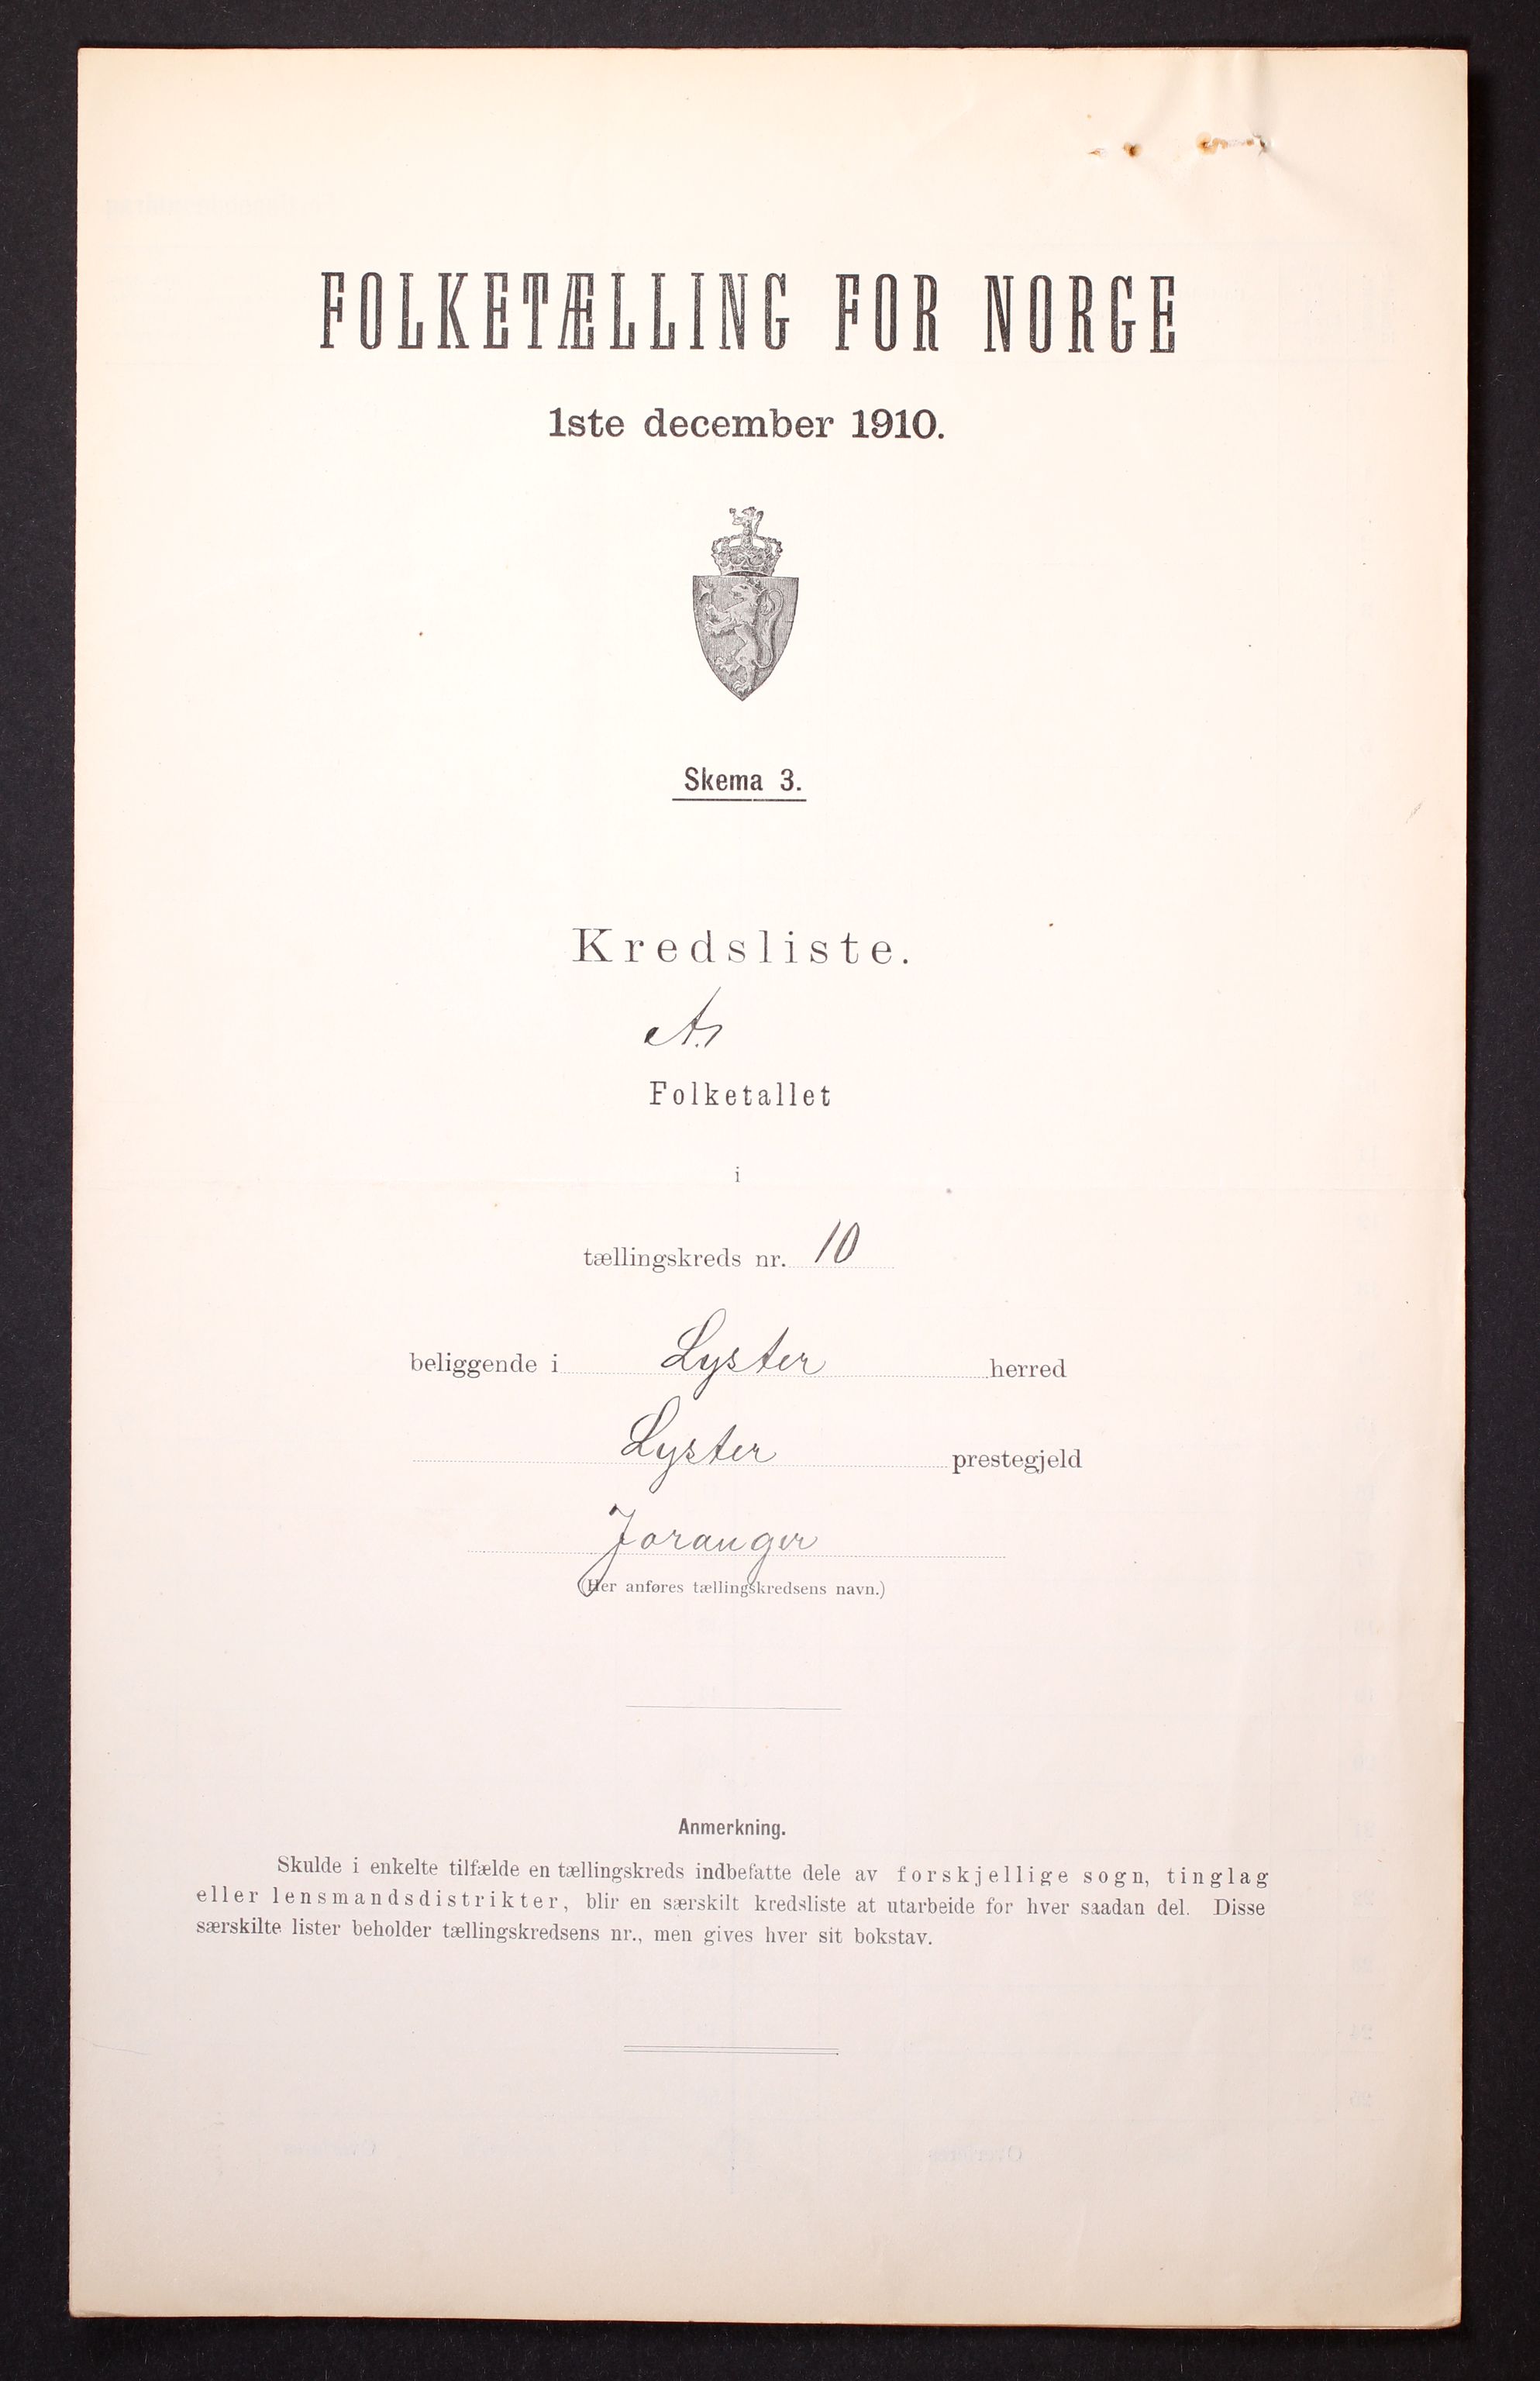 FOLKETÆLLING FOR NORGE
1ste december 1910.
Skema 3.
Kredsliste.
A.
Folketallet
i
tællingskreds nr. 10
beliggende i Lyster herred
Lyster prestegjeld
Joranger
(Her anføres tællingskredsens navn.)
Anmerkning.
Skulde i enkelte tilfælde en tællingskreds indbefatte dele av forskjellige sogn, tinglag
eller lensmandsdistrikter, blir en særskilt kredsliste at utarbeide for hver saadan del. Disse
særskilte lister beholder tællingskredsens nr., men gives hver sit bokstav.